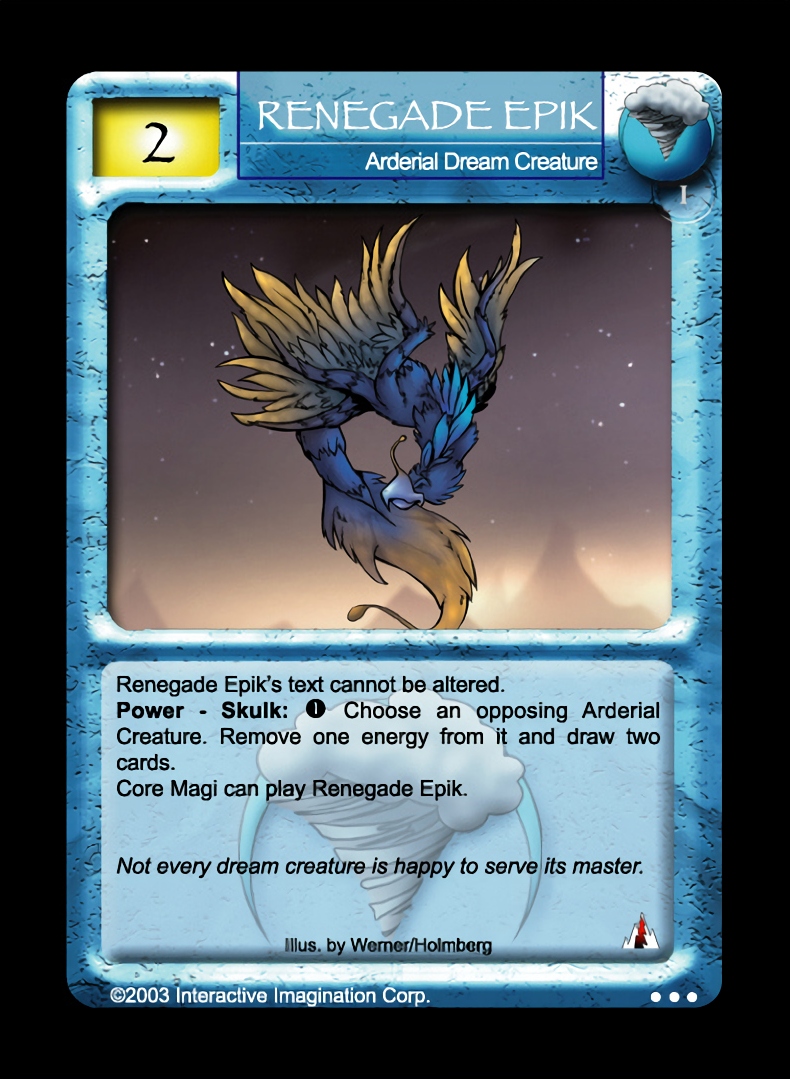 2
RENEGADE EPIK
Arderial Dream Creature
I
Renegade Epik's text cannot be altered.
Power - Skulk: ❶ Choose an opposing Arderial
Creature. Remove one energy from it and draw two
cards.
Core Magi can play Renegade Epik.
Not every dream creature is happy to serve its master.
Illus. by Werner/Holmberg
©2003 Interactive Imagination Corp.